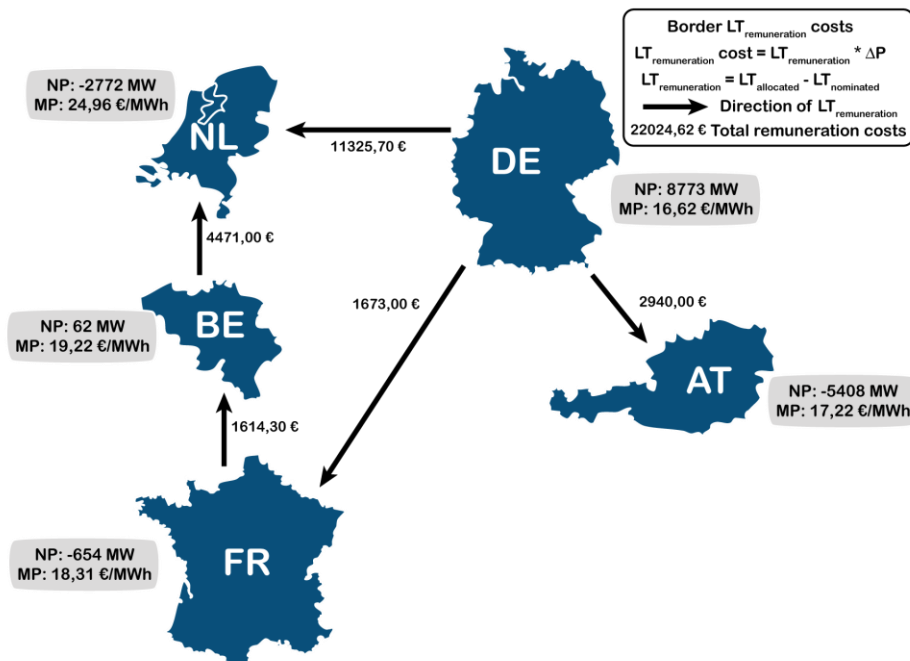 Border LTremuneration costs
LTremuneration cost = LTremuneration * ΔP
LTremuneration = LTallocated - LTnominated
Direction of LTremuneration
22024,62 € Total remuneration costs
NP: -2772 MW
MP: 24,96 €/MWh
NL
11325,70 €
DE
NP: 8773 MW
MP: 16,62 €/MWh
4471,00 €
1673,00 €
2940,00 €
NP: 62 MW
MP: 19,22 €/MWh
BE
AT
NP: -5408 MW
MP: 17,22 €/MWh
1614,30 €
NP: -654 MW
MP: 18,31 €/MWh
FR